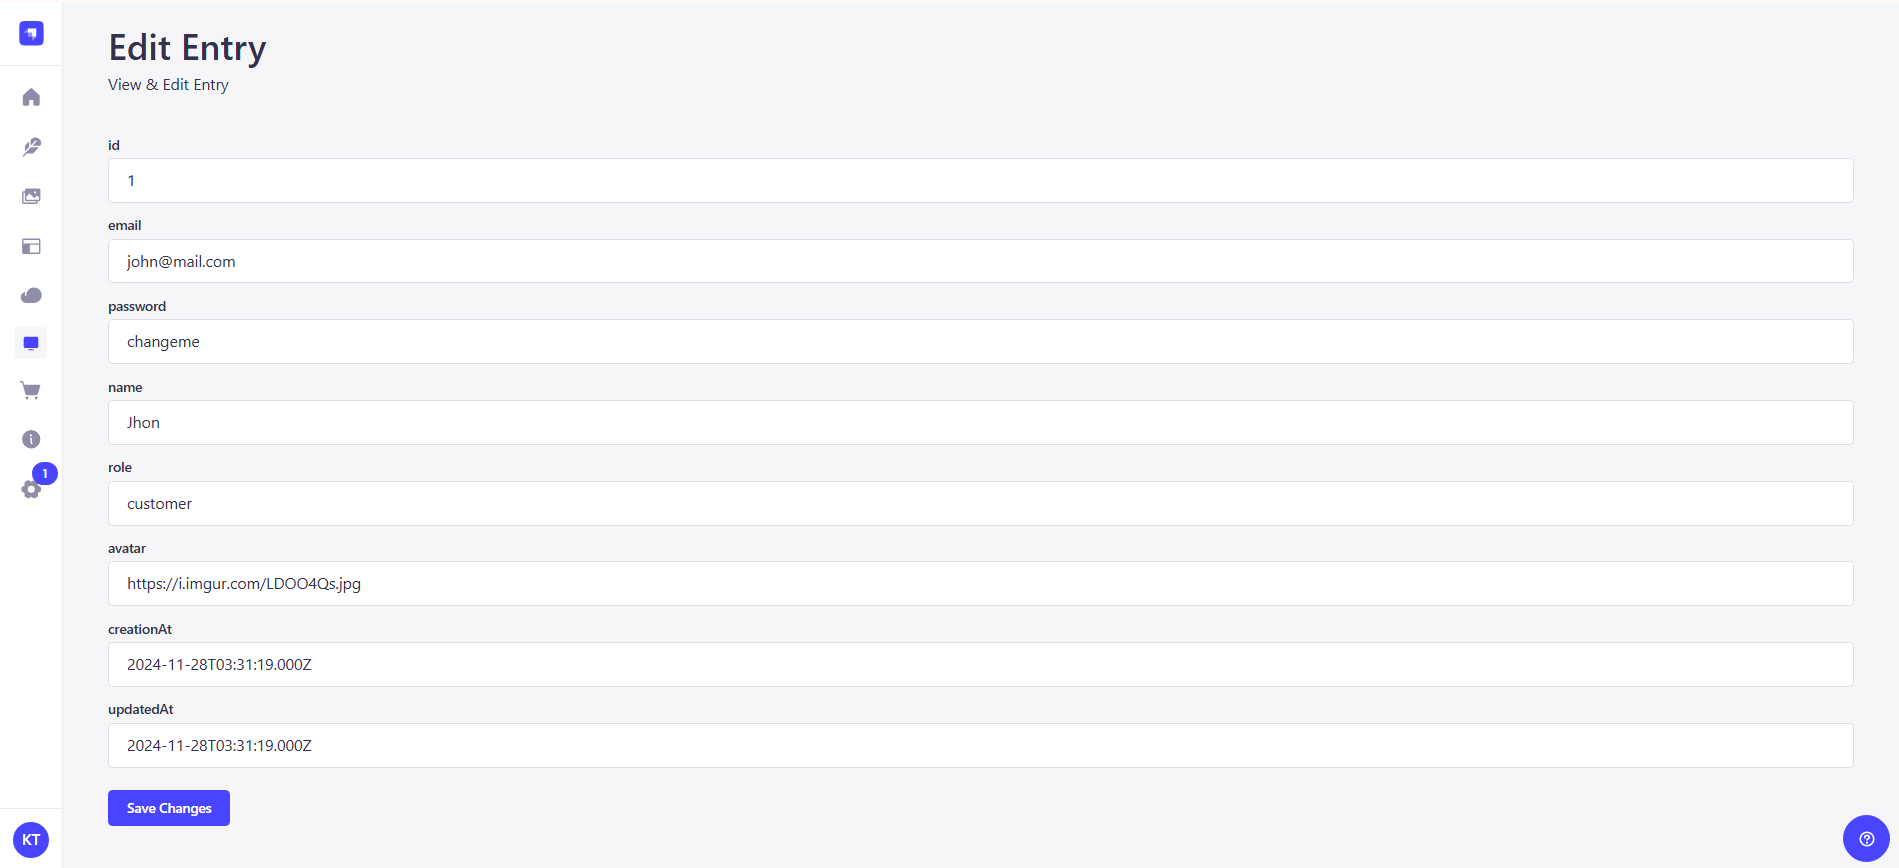 Edit Entry
View & Edit Entry
id
1
email
john@mail.com
password
changeme
name
Jhon
role
customer
avatar
https://i.imgur.com/LDOO4Qs.jpg
creationAt
2024-11-28T03:31:19.000Z
updatedAt
2024-11-28T03:31:19.000Z
Save Changes
1
KT